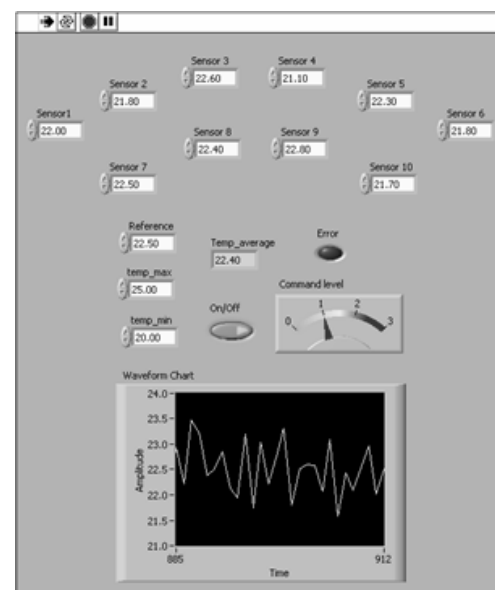 Sensor 3
22.60
Sensor 4
21.10
Sensor 2
21.80
Sensor 5
22.30
Sensor1
22.00
Sensor 6
21.80
Sensor 8
22.40
Sensor 9
22.80
Sensor 7
22.50
Sensor 10
21.70
Reference
22.50
Temp_average
22.40
Error
temp_max
25.00
Command level
0 1 2 3
On/Off
temp_min
20.00
Waveform Chart
24.0
23.5
23.0
22.5
22.0
21.5
21.0
Amplitude
885 912
Time